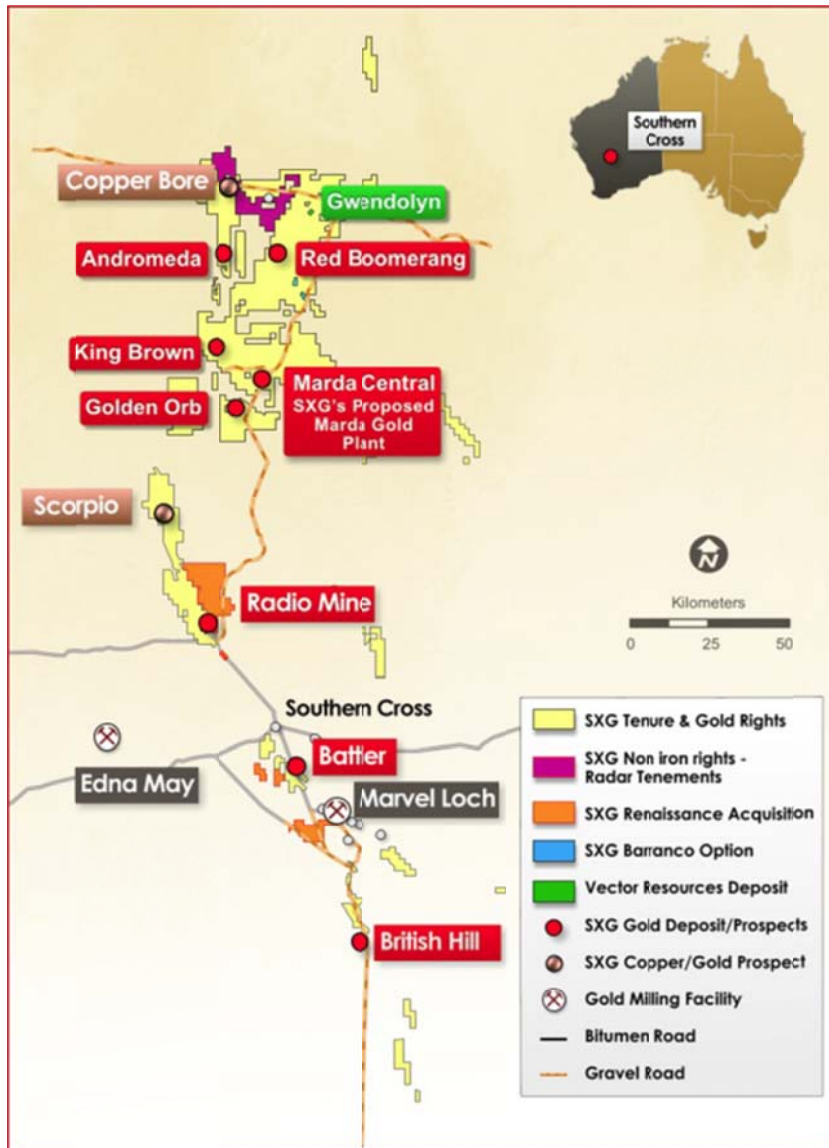 Southern
Cross
Copper Bore
Gwendolyn
Andromeda
Red Boomerang
King Brown
Marda Central
SXG's Proposed
Marda Gold
Plant
Golden Orb
Scorpio
N
Radio Mine
Kilometers
0 25 50
Southern Cross
Battler
Edna May
Marvel Loch
British Hill
SXG Tenure & Gold Rights
SXG Non iron rights -
Radar Tenements
SXG Renaissance Acquisition
SXG Barranco Option
Vector Resources Deposit
SXG Gold Deposit/Prospects
SXG Copper/Gold Prospect
Gold Milling Facility
Bitumen Road
Gravel Road